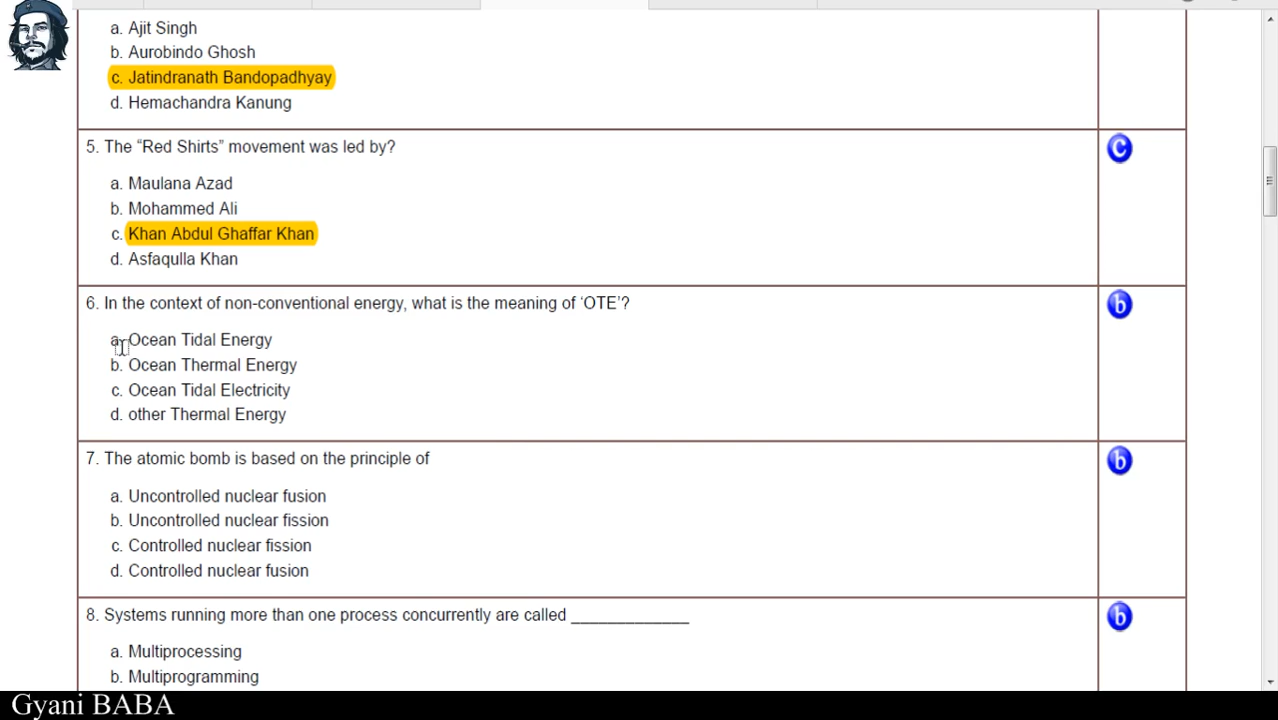 a. Ajit Singh
b. Aurobindo Ghosh
c. Jatindranath Bandopadhyay
d. Hemachandra Kanung
5. The “Red Shirts” movement was led by?
C
a. Maulana Azad
b. Mohammed Ali
c. Khan Abdul Ghaffar Khan
d. Asfaqulla Khan
6. In the context of non-conventional energy, what is the meaning of ‘OTE’?
b
a. Ocean Tidal Energy
b. Ocean Thermal Energy
c. Ocean Tidal Electricity
d. other Thermal Energy
7. The atomic bomb is based on the principle of
b
a. Uncontrolled nuclear fusion
b. Uncontrolled nuclear fission
c. Controlled nuclear fission
d. Controlled nuclear fusion
8. Systems running more than one process concurrently are called _____________
b
a. Multiprocessing
b. Multiprogramming
Gyani BABA